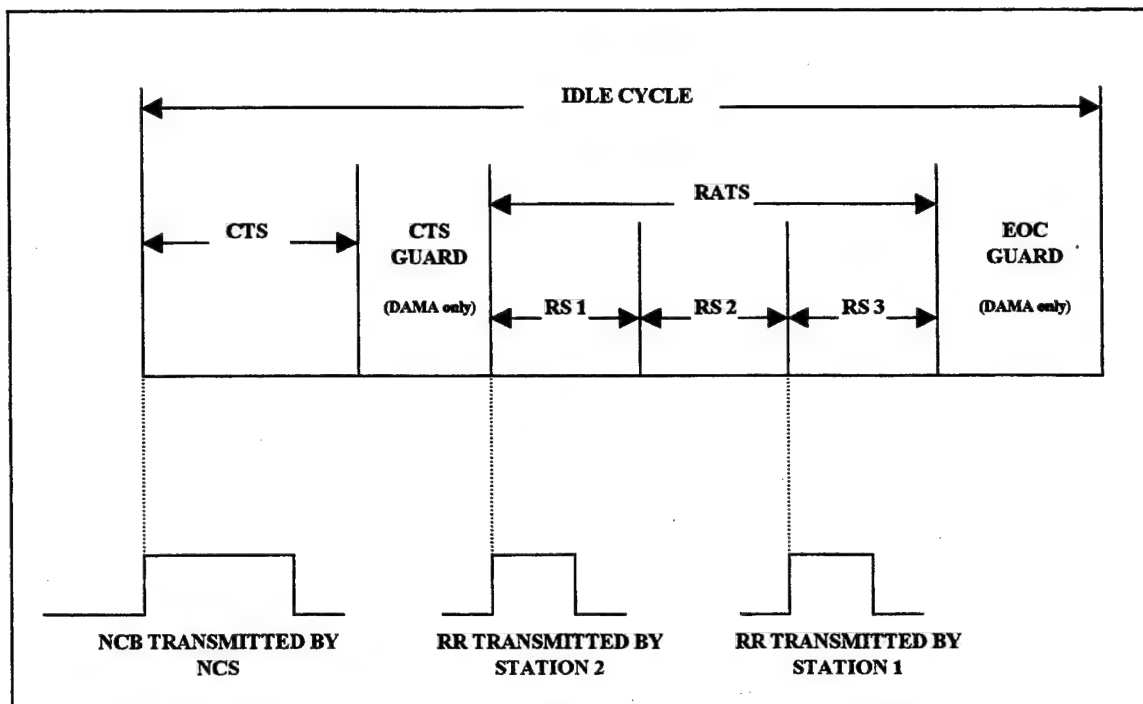 IDLE CYCLE
RATS
CTS
CTS
GUARD
(DAMA only)
EOC
GUARD
(DAMA only)
RS 1
RS 2
RS 3
NCB TRANSMITTED BY
NCS
RR TRANSMITTED BY
STATION 2
RR TRANSMITTED BY
STATION 1